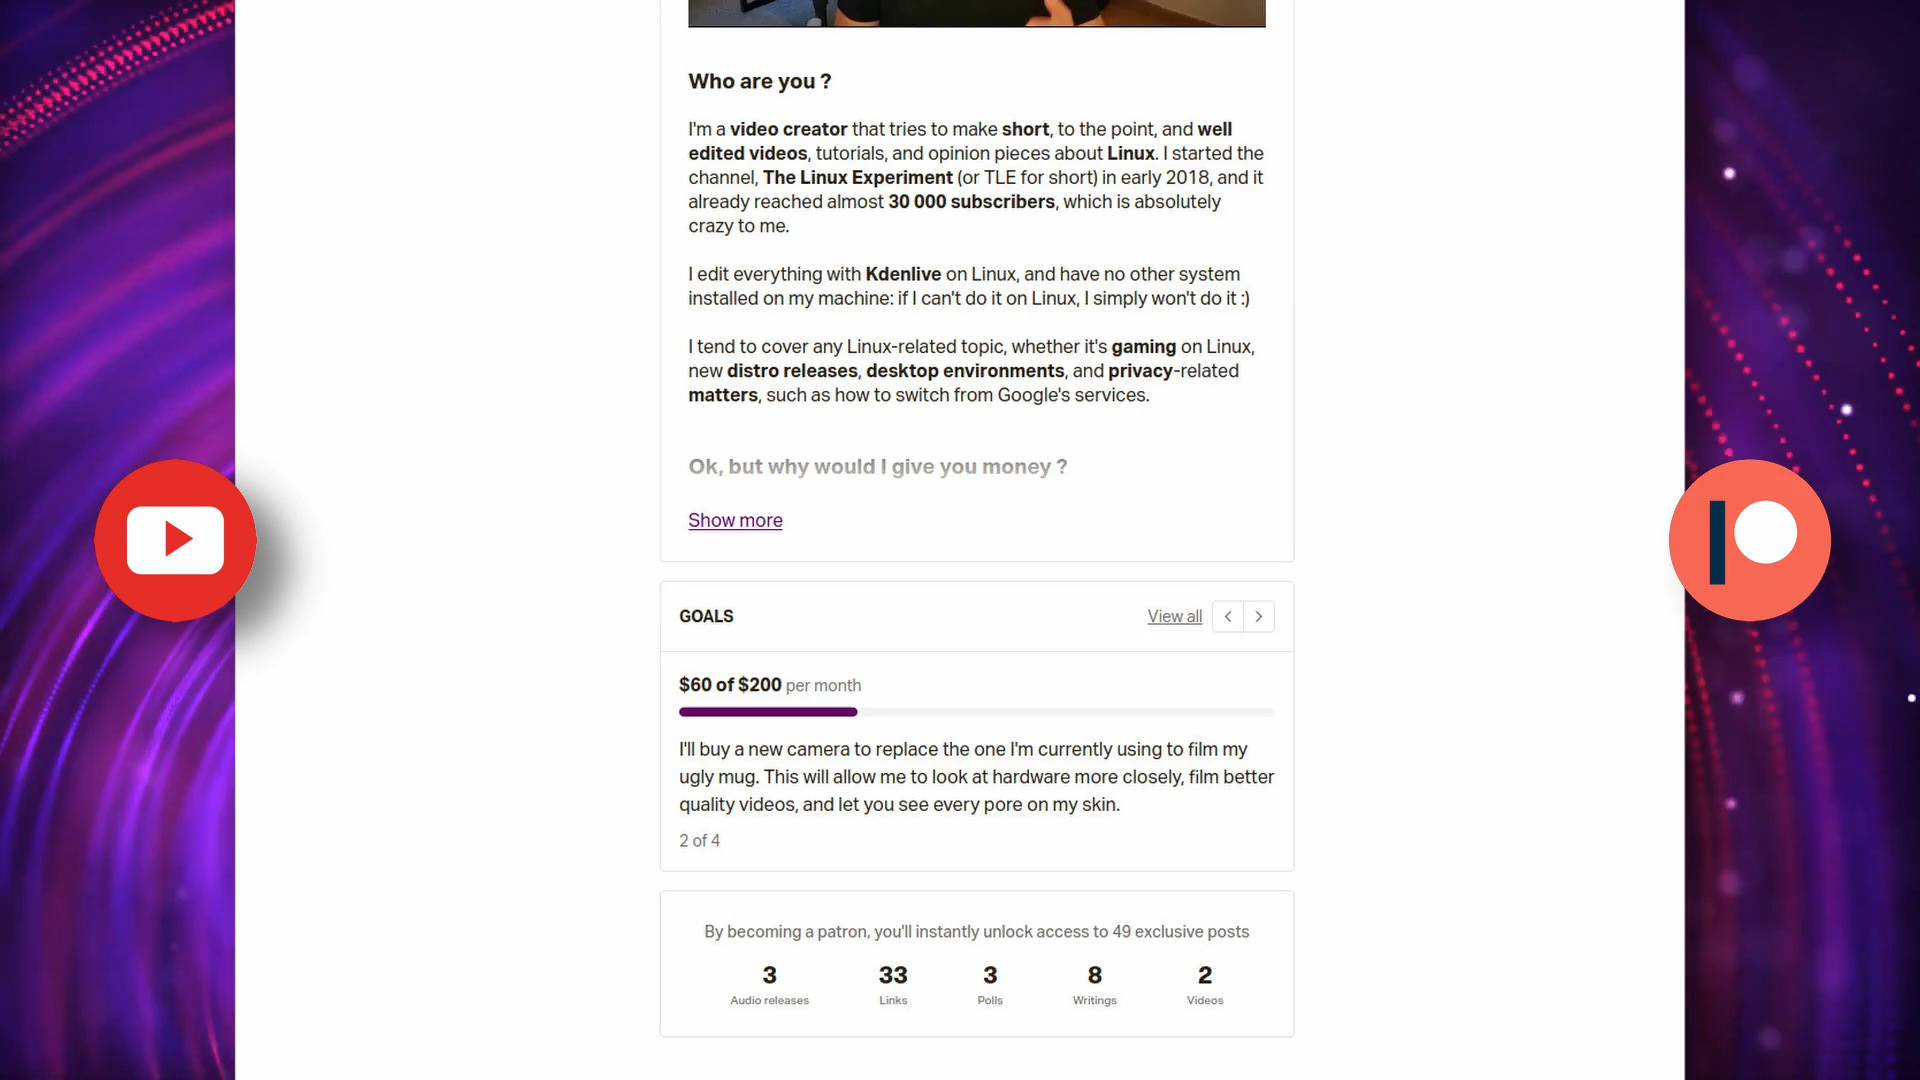 Who are you ?
I'm a video creator that tries to make short, to the point, and well
edited videos, tutorials, and opinion pieces about Linux. I started the
channel, The Linux Experiment (or TLE for short) in early 2018, and it
already reached almost 30 000 subscribers, which is absolutely
crazy to me.
I edit everything with Kdenlive on Linux, and have no other system
installed on my machine: if I can't do it on Linux, I simply won't do it :)
I tend to cover any Linux-related topic, whether it's gaming on Linux,
new distro releases, desktop environments, and privacy-related
matters, such as how to switch from Google's services.
Ok, but why would I give you money ?
Show more
GOALS View all
$60 of $200 per month
I'll buy a new camera to replace the one I'm currently using to film my
ugly mug. This will allow me to look at hardware more closely, film better
quality videos, and let you see every pore on my skin.
2 of 4
By becoming a patron, you'll instantly unlock access to 49 exclusive posts
3 33 3 8 2
Audio releases Links Polls Writings Videos